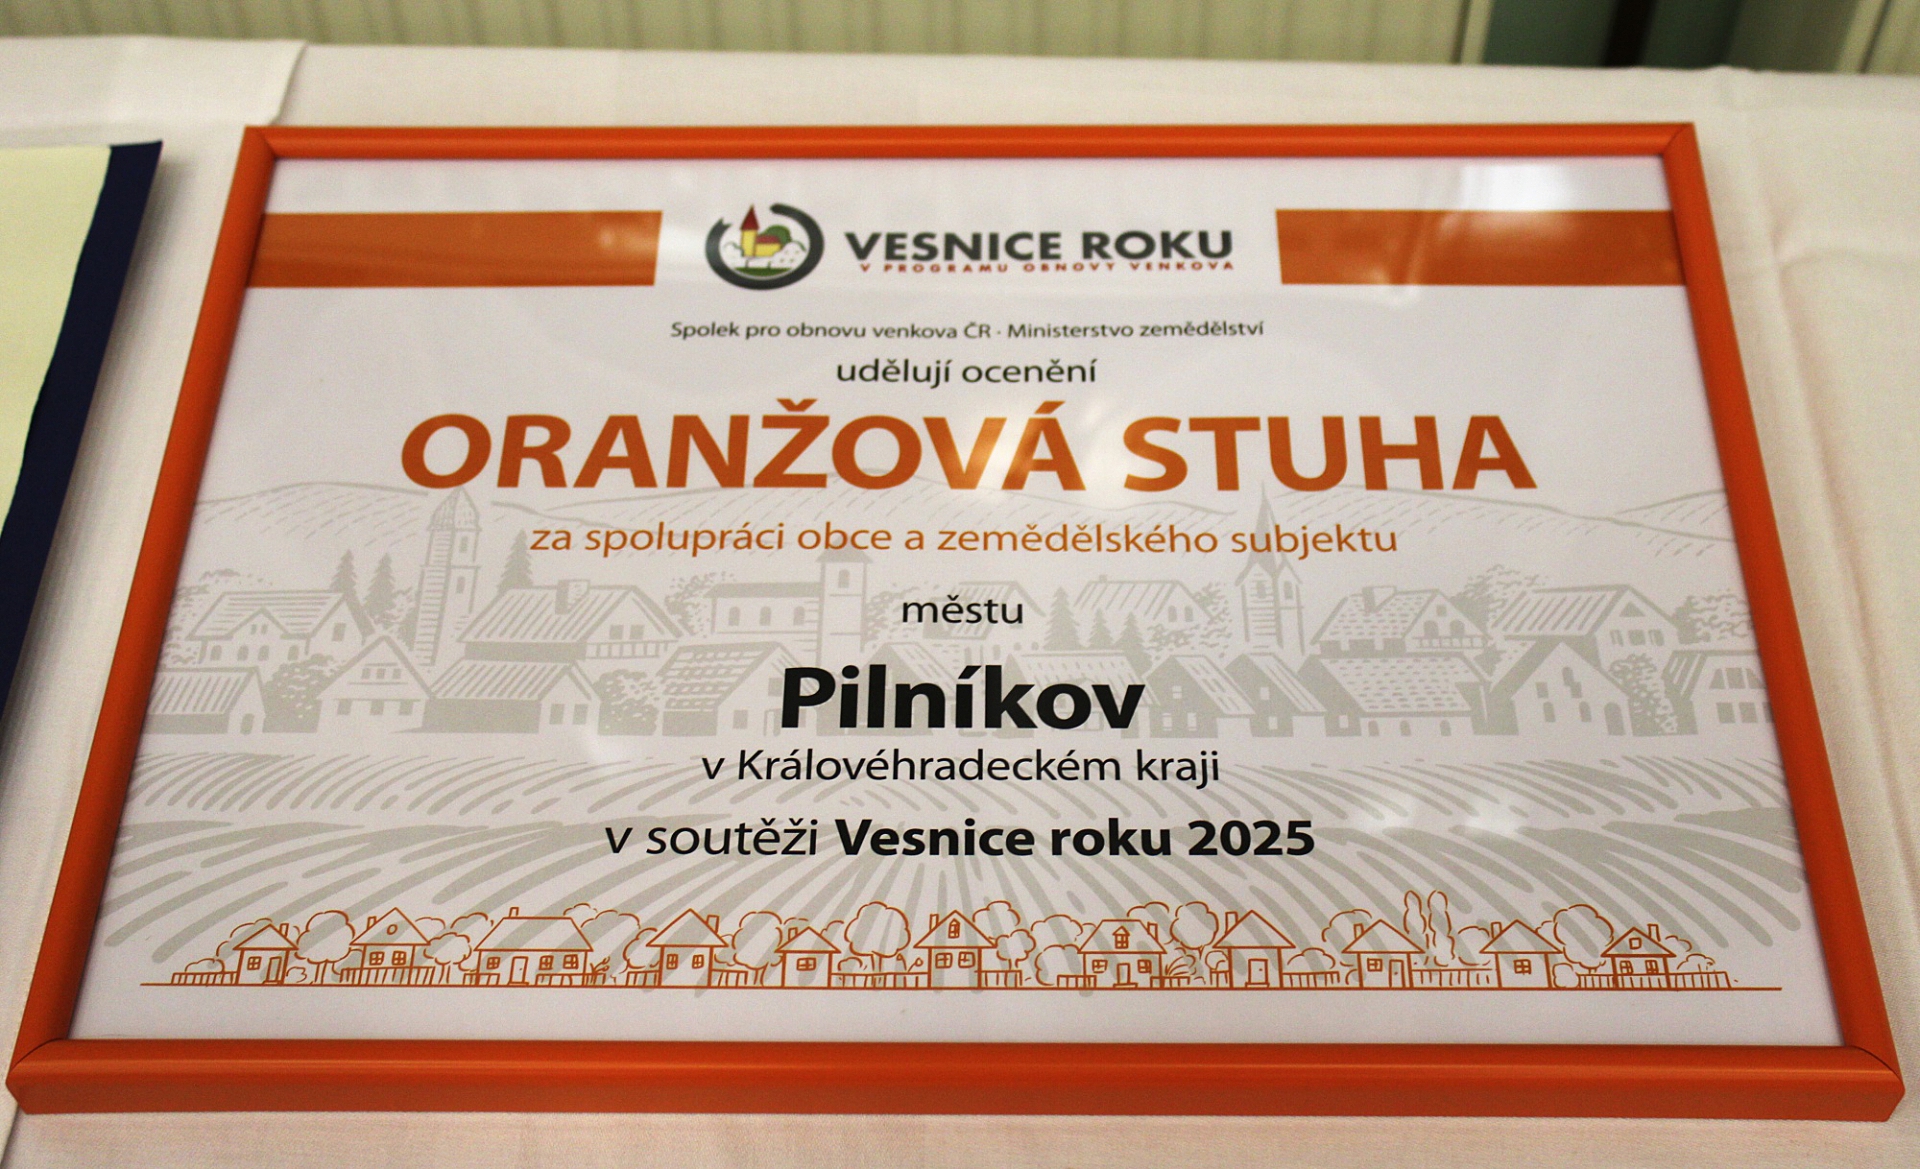 VESNICE ROKU
V PROGRAMU OBNOVY VENKOVA
Spolek pro obnovu venkova ČR · Ministerstvo zemědělství
udělují ocenění
ORANŽOVÁ STUHA
za spolupráci obce a zemědělského subjektu
městu
Pilníkov
v Královéhradeckém kraji
v soutěži Vesnice roku 2025